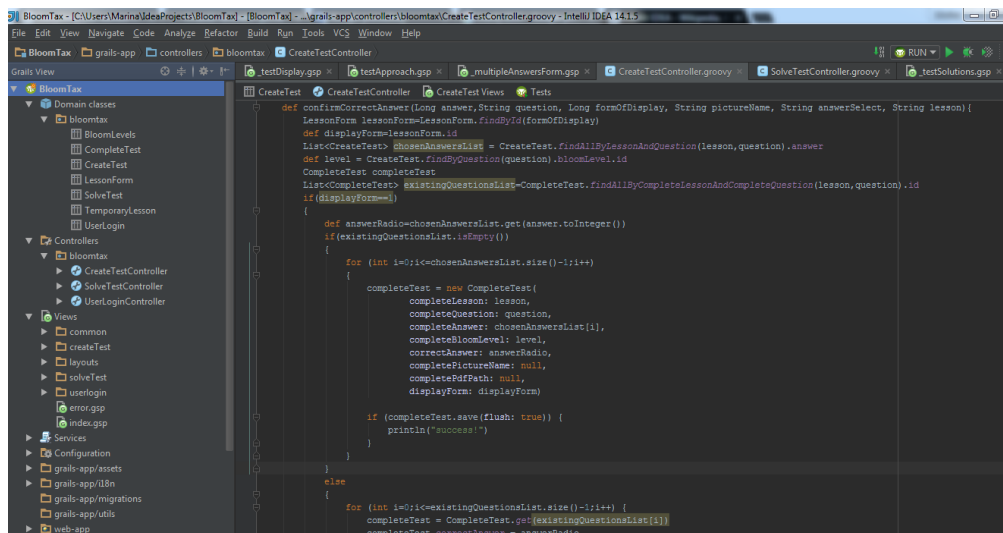 BloomTax - [C:\Users\Marina\IdeaProjects\BloomTax] - [BloomTax] - ...\grails-app\controllers\bloomtax\CreateTestController.groovy - IntelliJ IDEA 14.1.5
File Edit View Navigate Code Analyze Refactor Build Run Tools VCS Window Help
BloomTax grails-app controllers bloomtax CreateTestController RUN
Grails View _testDisplay.gsp testApproach.gsp _multipleAnswersForm.gsp CreateTestController.groovy SolveTestController.groovy _testSolutions.gsp
CreateTest CreateTestController CreateTest Views Tests
BloomTax
Domain classes
bloomtax
BloomLevels
CompleteTest
CreateTest
LessonForm
SolveTest
TemporaryLesson
UserLogin
Controllers
bloomtax
CreateTestController
SolveTestController
UserLoginController
Views
common
createTest
layouts
solveTest
userlogin
error.gsp
index.gsp
Services
Configuration
grails-app/assets
grails-app/i18n
grails-app/migrations
grails-app/utils
web-app
def confirmCorrectAnswer(Long answer,String question, Long formOfDisplay, String pictureName, String answerSelect, String lesson){
LessonForm lessonForm=LessonForm.findById(formOfDisplay)
def displayForm=lessonForm.id
List<CreateTest> chosenAnswersList = CreateTest.findAllByLessonAndQuestion(lesson,question).answer
def level = CreateTest.findByQuestion(question).bloomLevel.id
CompleteTest completeTest
List<CompleteTest> existingQuestionsList=CompleteTest.findAllByCompleteLessonAndCompleteQuestion(lesson,question).id
if(displayForm==1)
{
def answerRadio=chosenAnswersList.get(answer.toInteger())
if(existingQuestionsList.isEmpty())
{
for (int i=0;i<=chosenAnswersList.size()-1;i++)
{
completeTest = new CompleteTest(
completeLesson: lesson,
completeQuestion: question,
completeAnswer: chosenAnswersList[i],
completeBloomLevel: level,
correctAnswer: answerRadio,
completePictureName: null,
completePdfPath: null,
displayForm: displayForm)
if (completeTest.save(flush: true)) {
println("success!")
}
}
}
else
{
for (int i=0;i<=existingQuestionsList.size()-1;i++) {
completeTest = CompleteTest.get(existingQuestionsList[i])
completeTest.correctAnswer = answerRadio